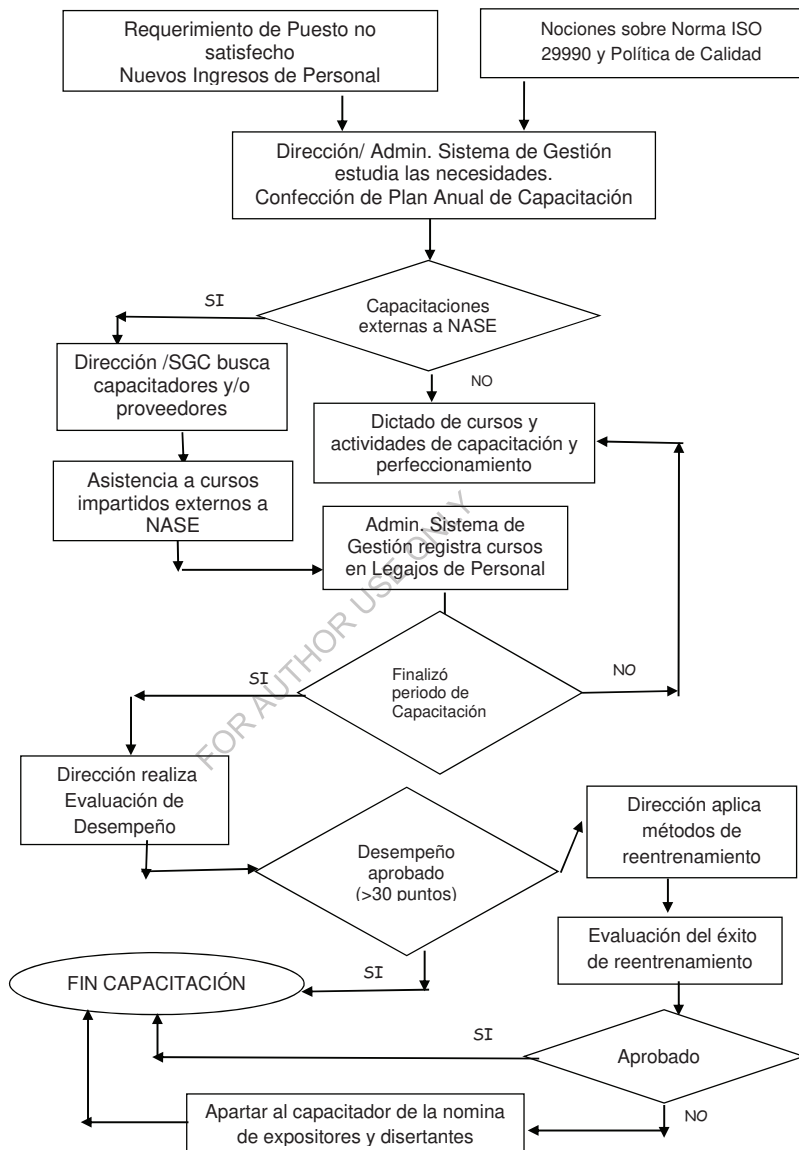 Requerimiento de Puesto no
satisfecho
Nuevos Ingresos de Personal
Nociones sobre Norma ISO
29990 y Política de Calidad
Dirección/ Admin. Sistema de Gestión
estudia las necesidades.
Confección de Plan Anual de Capacitación
SI
Capacitaciones
externas a NASE
NO
Dirección /SGC busca
capacitadores y/o
proveedores
Dictado de cursos y
actividades de capacitación y
perfeccionamiento
Asistencia a cursos
impartidos externos a
NASE
Admin. Sistema de
Gestión registra cursos
en Legajos de Personal
FOR AUTHOR USE ONLY
SI
Finalizó
periodo de
Capacitación
NO
Dirección realiza
Evaluación de
Desempeño
Desempeño
aprobado
(>30 puntos)
Dirección aplica
métodos de
reentrenamiento
Evaluación del éxito
de reentrenamiento
SI
FIN CAPACITACIÓN
SI
Aprobado
NO
Apartar al capacitador de la nomina
de expositores y disertantes